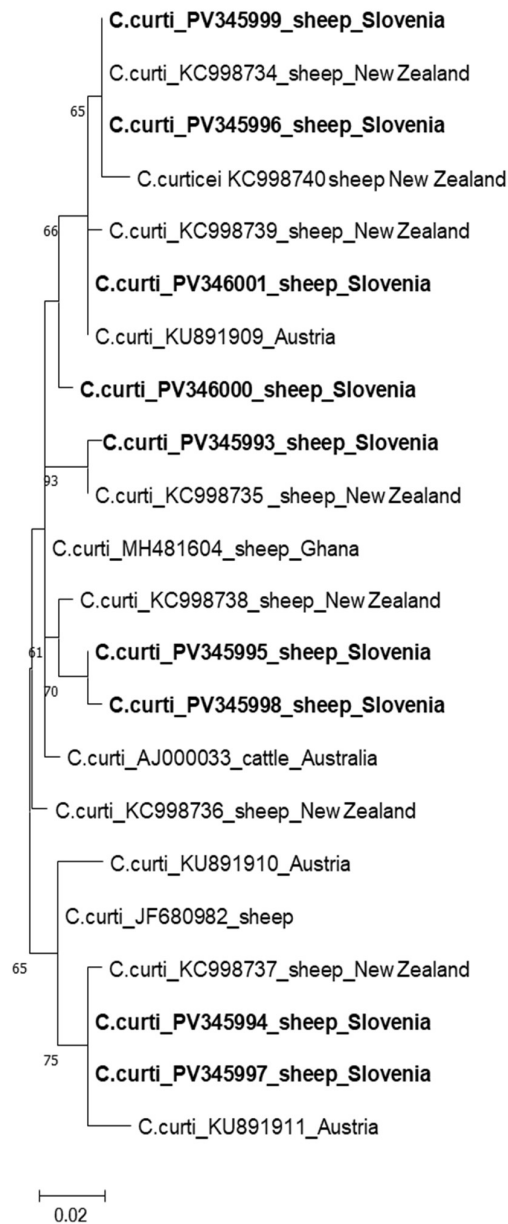 C.curti_PV345999_sheep_Slovenia
C.curti_KC998734_sheep_New Zealand
65
C.curti_PV345996_sheep_Slovenia
C.curticei KC998740 sheep New Zealand
66
C.curti_KC998739_sheep_New Zealand
C.curti_PV346001_sheep_Slovenia
C.curti_KU891909_Austria
C.curti_PV346000_sheep_Slovenia
C.curti_PV345993_sheep_Slovenia
93
C.curti_KC998735 _sheep_New Zealand
C.curti_MH481604_sheep_Ghana
C.curti_KC998738_sheep_New Zealand
61
C.curti_PV345995_sheep_Slovenia
70
C.curti_PV345998_sheep_Slovenia
C.curti_AJ000033_cattle_Australia
C.curti_KC998736_sheep_New Zealand
C.curti_KU891910_Austria
C.curti_JF680982_sheep
65
C.curti_KC998737_sheep_New Zealand
C.curti_PV345994_sheep_Slovenia
75
C.curti_PV345997_sheep_Slovenia
C.curti_KU891911_Austria
0.02